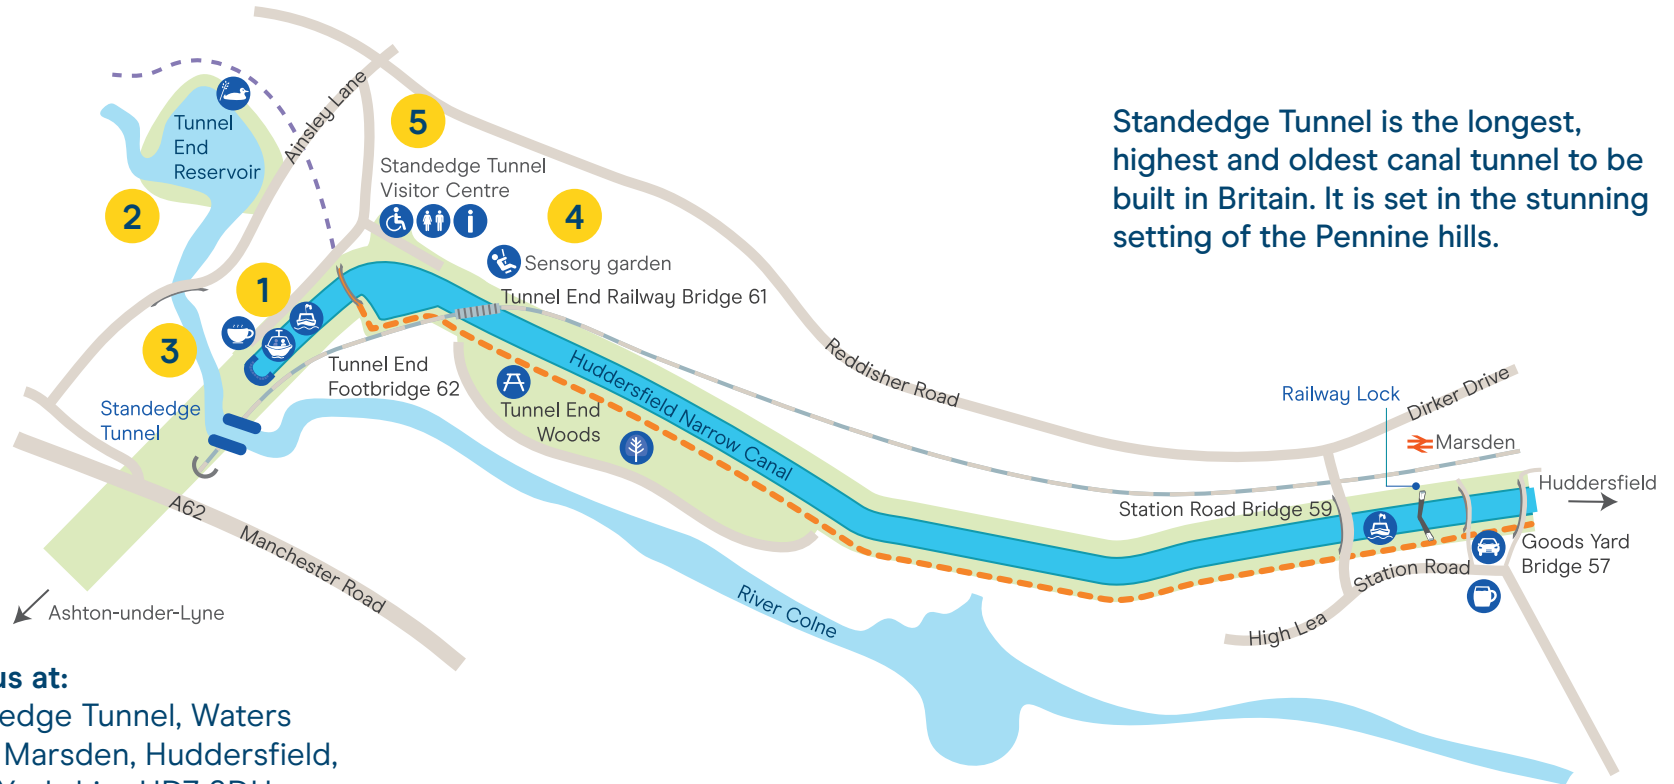 Standedge Tunnel is the longest,
highest and oldest canal tunnel to be
built in Britain. It is set in the stunning
setting of the Pennine hills.
Ainsley Lane
Tunnel
End
Reservoir
5
Standedge Tunnel
Visitor Centre
2
4
Sensory garden
Tunnel End Railway Bridge 61
1
3
Tunnel End
Footbridge 62
Reddisher Road
Huddersfield Narrow Canal
Railway Lock
Dirker Drive
Marsden
Standedge
Tunnel
Tunnel End
Woods
Huddersfield
Station Road Bridge 59
A62
Manchester Road
Goods Yard
Bridge 57
Station Road
Ashton-under-Lyne
River Colne
High Lea
us at:
edge Tunnel, Waters
Marsden, Huddersfield,